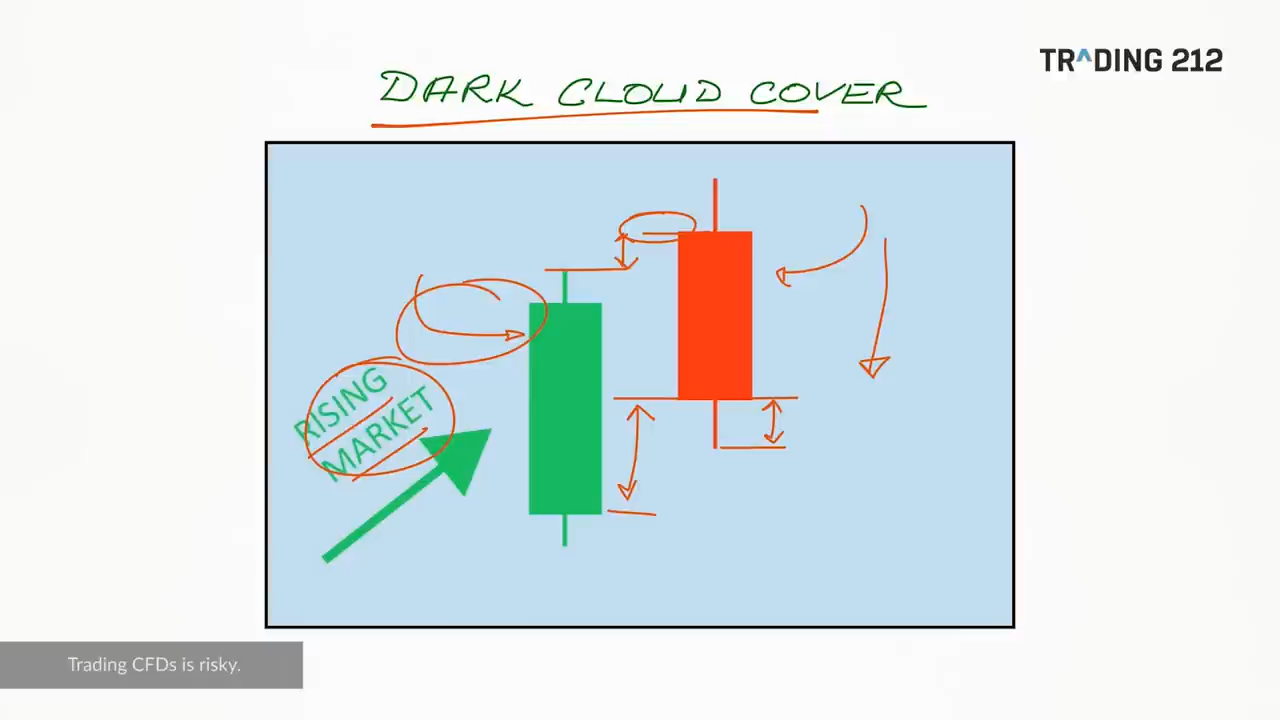 TRADING 212
DARK CLOUD COVER
RISING
MARKET
Trading CFDs is risky.